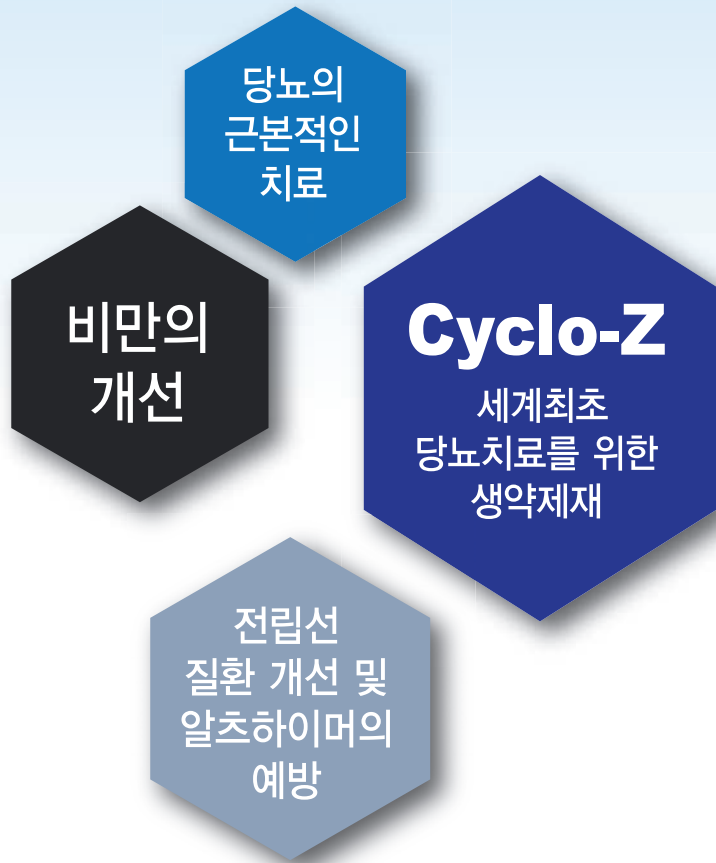 당뇨의
근본적인
치료
비만의
개선
Cyclo-Z
세계최초
당뇨치료를 위한
생약제재
전립선
질환 개선 및
알츠하이머의
예방